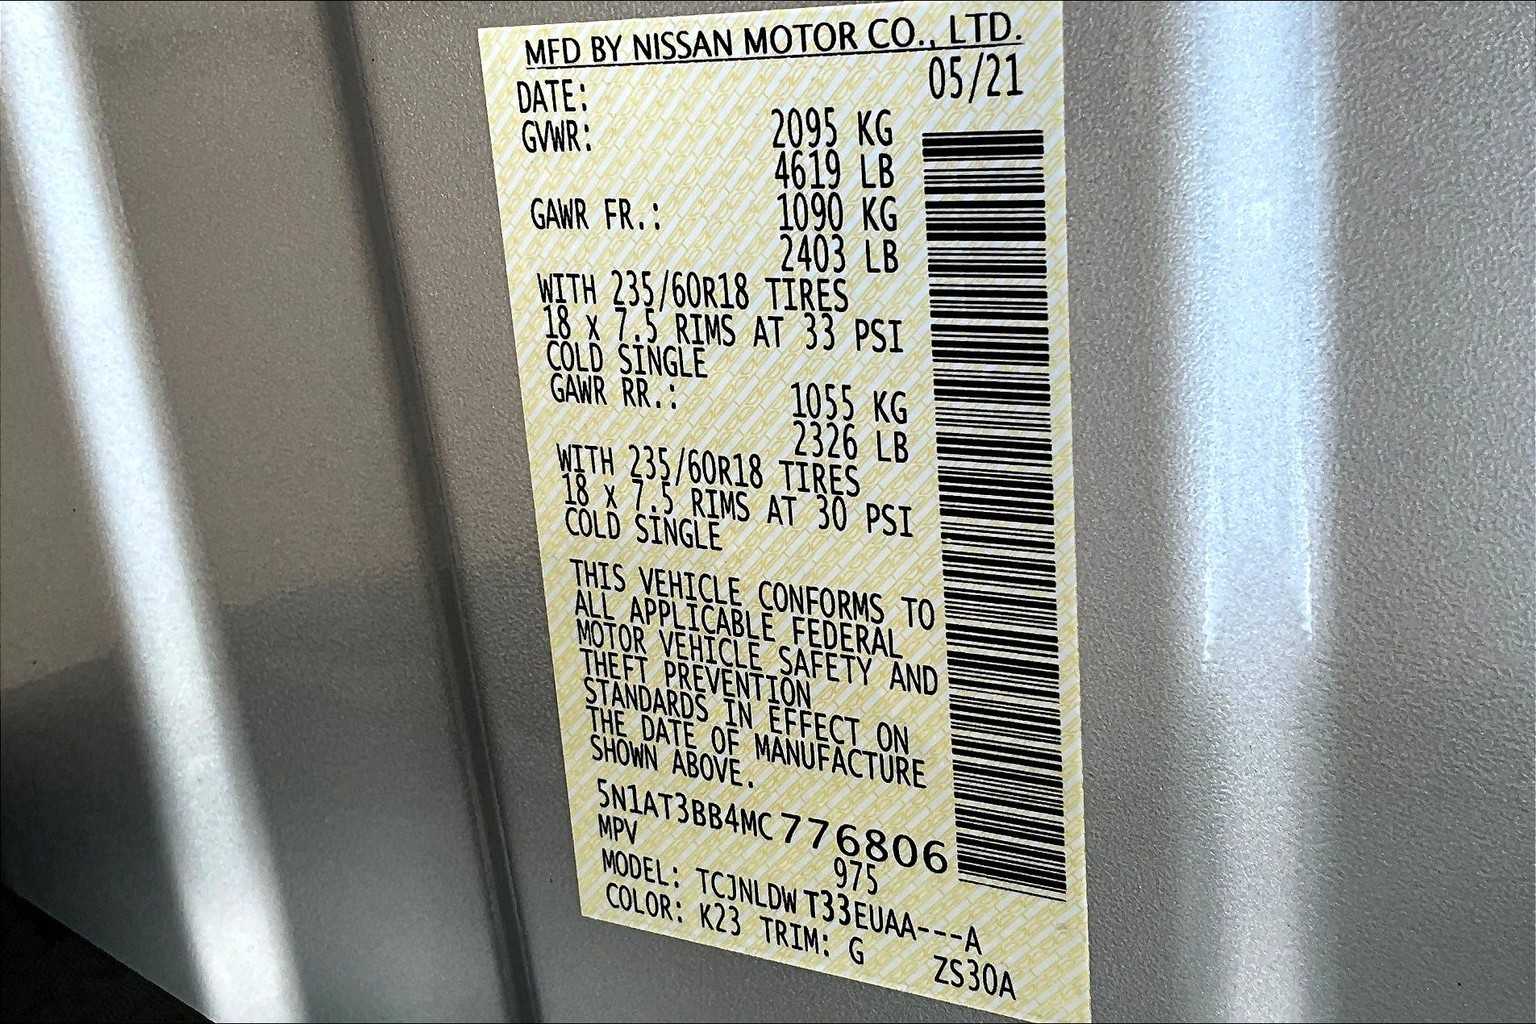 MFD BY NISSAN MOTOR CO., LTD.
DATE: 05/21
GVWR: 2095 KG
4619 LB
GAWR FR.: 1090 KG
2403 LB
WITH 235/60R18 TIRES
18 x 7.5 RIMS AT 33 PSI
COLD SINGLE
GAWR RR.: 1055 KG
2326 LB
WITH 235/60R18 TIRES
18 x 7.5 RIMS AT 30 PSI
COLD SINGLE
THIS VEHICLE CONFORMS TO
ALL APPLICABLE FEDERAL
MOTOR VEHICLE SAFETY AND
THEFT PREVENTION
STANDARDS IN EFFECT ON
THE DATE OF MANUFACTURE
SHOWN ABOVE.
5N1AT3BB4MC776806
MPV 975
MODEL: TCJNLDWT33EUAA---A
COLOR: K23 TRIM: G ZS30A